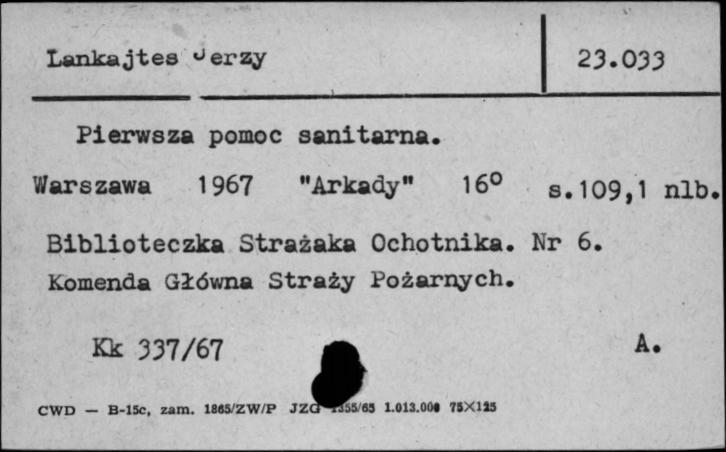 Lankajtes Jerzy 23.033
Pierwsza pomoc sanitarna.
Warszawa 1967 "Arkady" 16° s.109,1 nlb.
Biblioteczka Strażaka Ochotnika. Nr 6.
Komenda Główna Straży Pożarnych.
Kk 337/67 A.
CWD — B-15c, zam. 1865/ZW/P JZG 1355/65 1.013.000 75×125